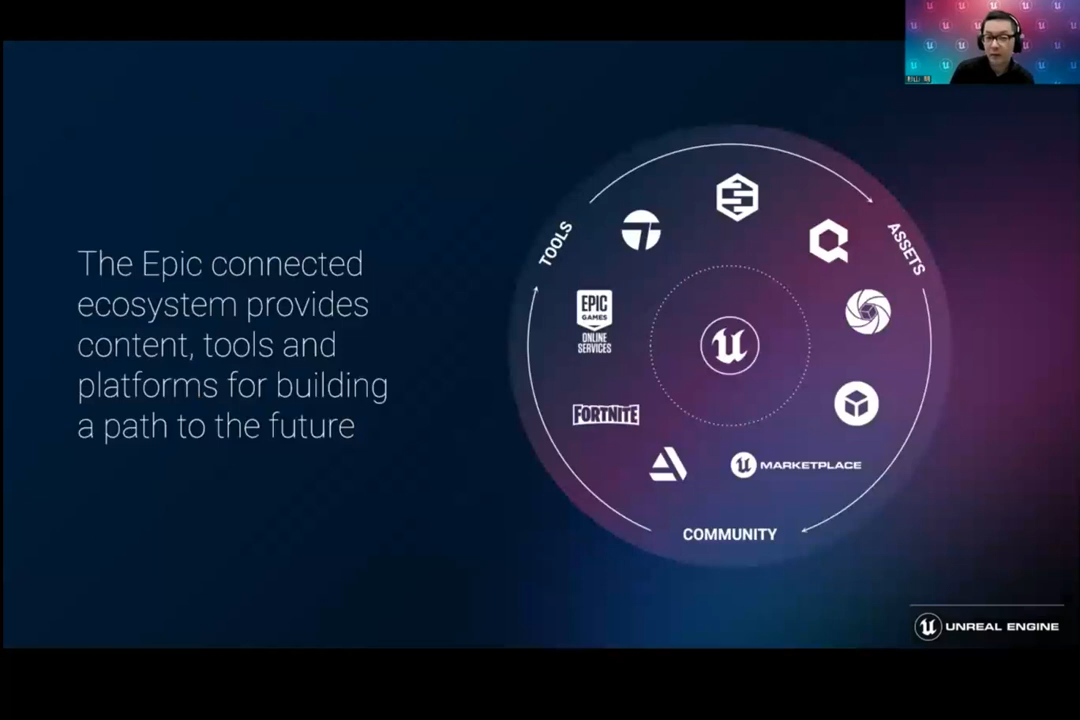 The Epic connected
ecosystem provides
content, tools and
platforms for building
a path to the future
TOOLS
ASSETS
EPIC
GAMES
ONLINE
SERVICES
FORTNITE
MARKETPLACE
COMMUNITY
UNREAL ENGINE